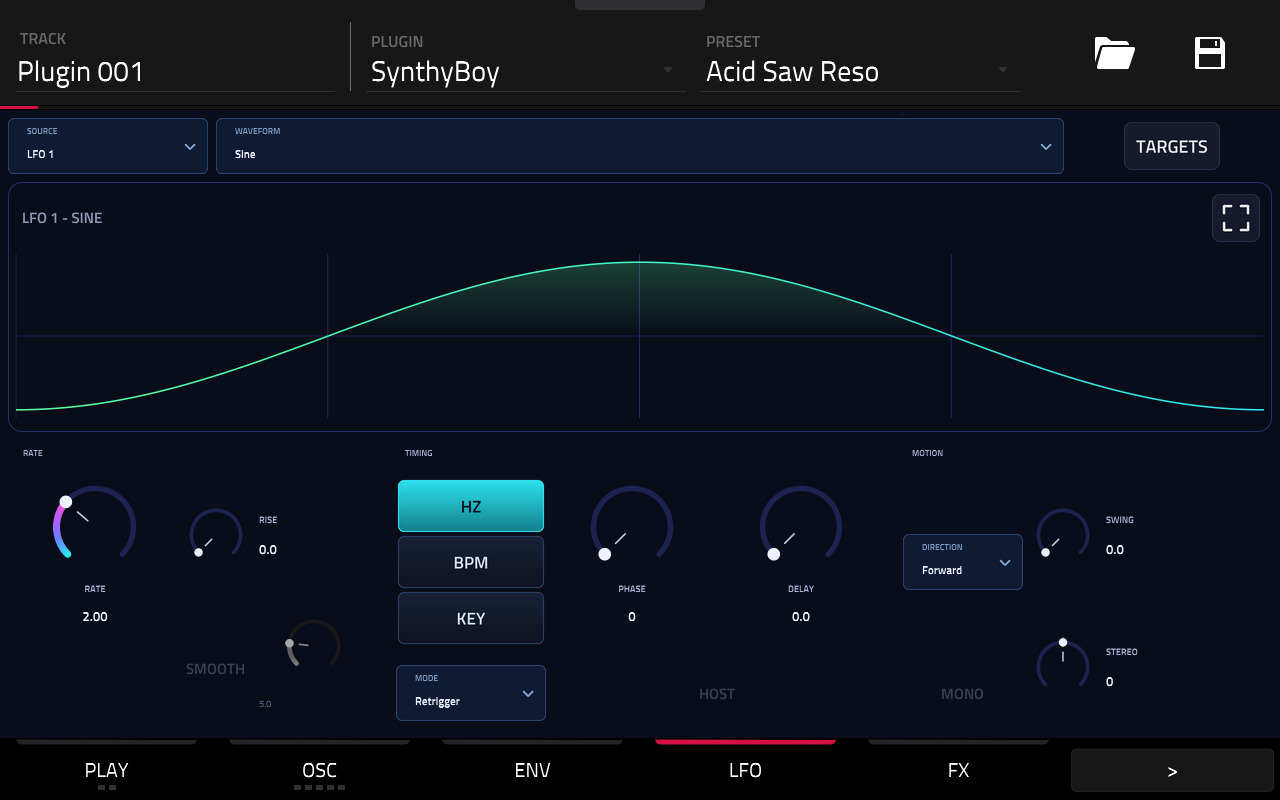 TRACK
Plugin 001
PLUGIN
SynthyBoy
PRESET
Acid Saw Reso
SOURCE
LFO 1
WAVEFORM
Sine
TARGETS
LFO 1 - SINE
RATE
RISE
0.0
RATE
2.00
SMOOTH
5.0
TIMING
HZ
BPM
KEY
MODE
Retrigger
PHASE
0
DELAY
0.0
HOST
MOTION
DIRECTION
Forward
SWING
0.0
STEREO
0
MONO
PLAY
OSC
ENV
LFO
FX
>